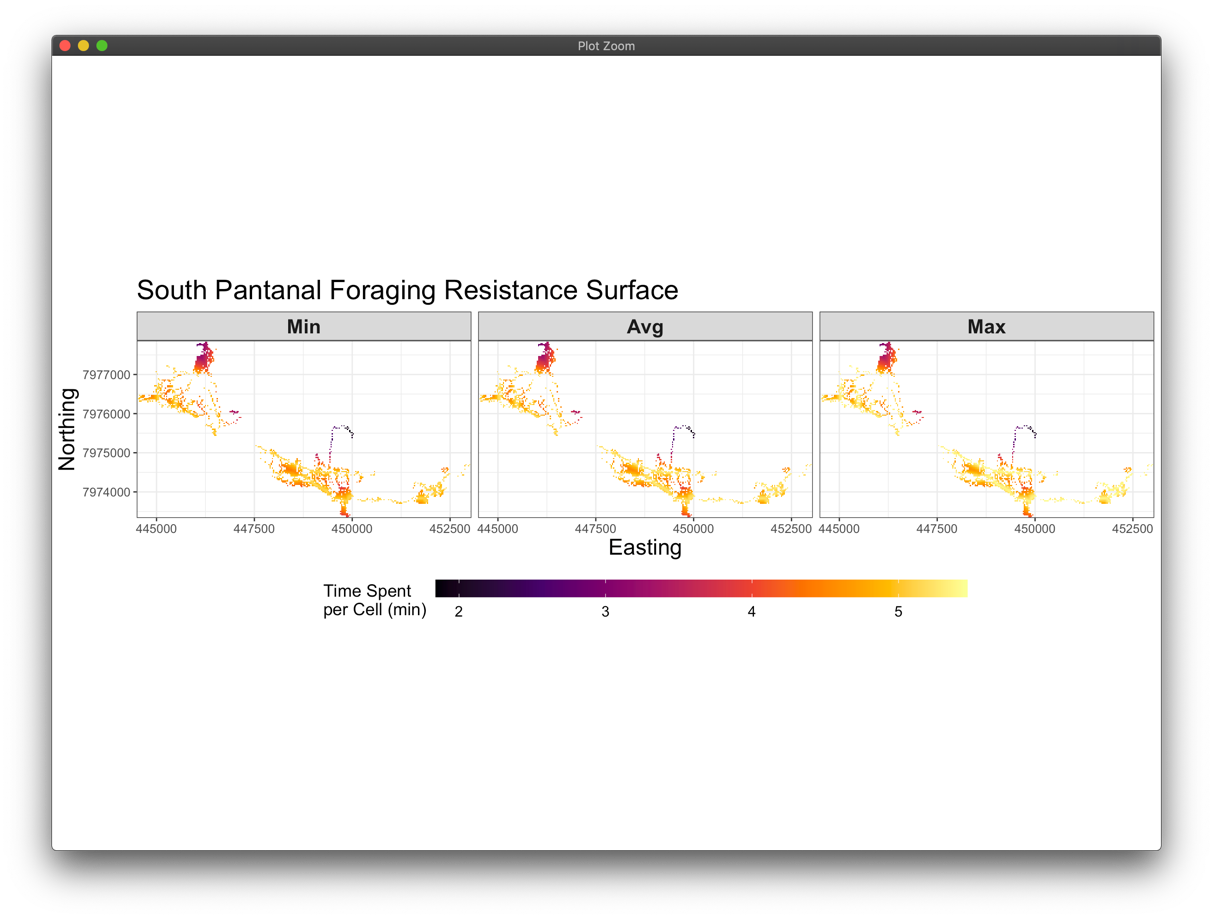 Plot Zoom
South Pantanal Foraging Resistance Surface
Min Avg Max
7977000
7976000
7975000
7974000
Northing
445000 447500 450000 452500 445000 447500 450000 452500 445000 447500 450000 452500
Easting
Time Spent
per Cell (min)
2 3 4 5